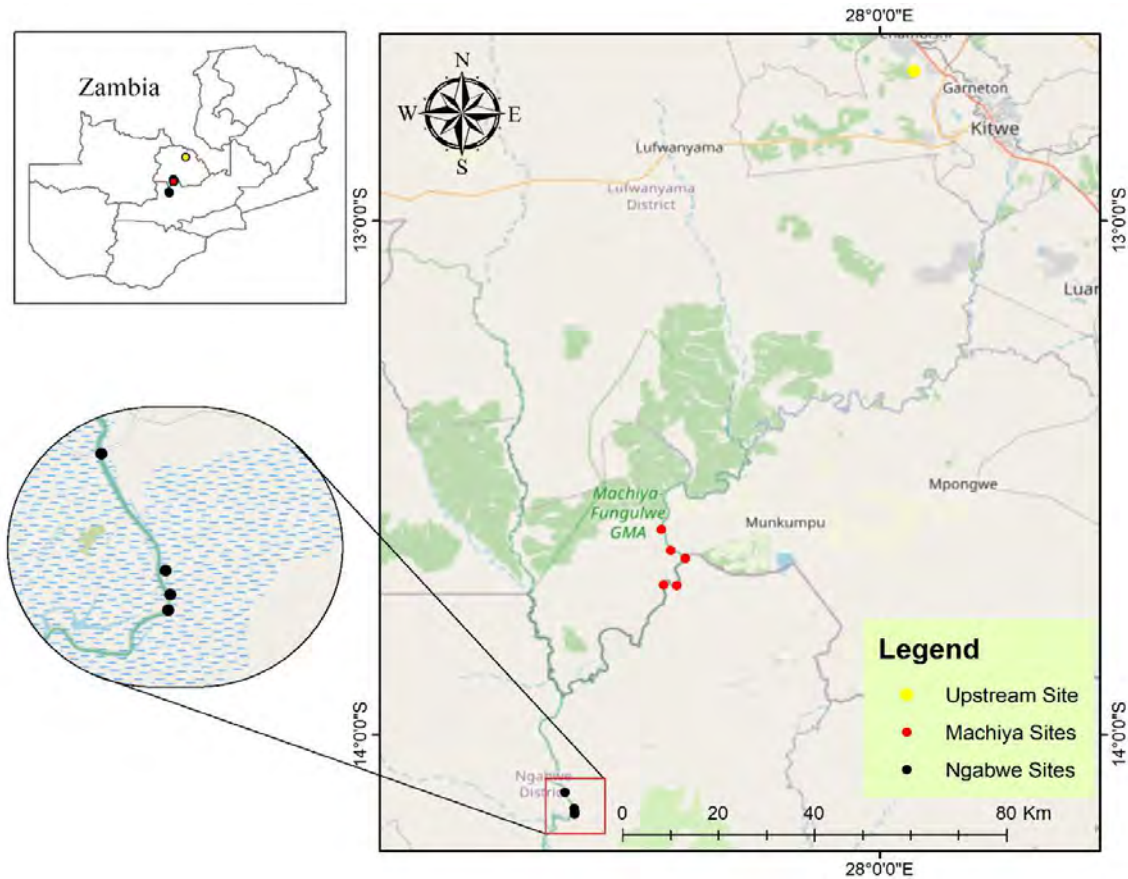 28°0'0"E
Zambia
N
W
E
S
Garneton
Kitwe
Lufwanyama
Lufwanyama
District
13°0'0"S
13°0'0"S
Luan
Machiya-
Fungulwe
GMA
Mpongwe
Munkumpu
Legend
Upstream Site
Machiya Sites
Ngabwe Sites
14°0'0"S
14°0'0"S
Ngabwe
District
0 20 40 60 80 Km
28°0'0"E